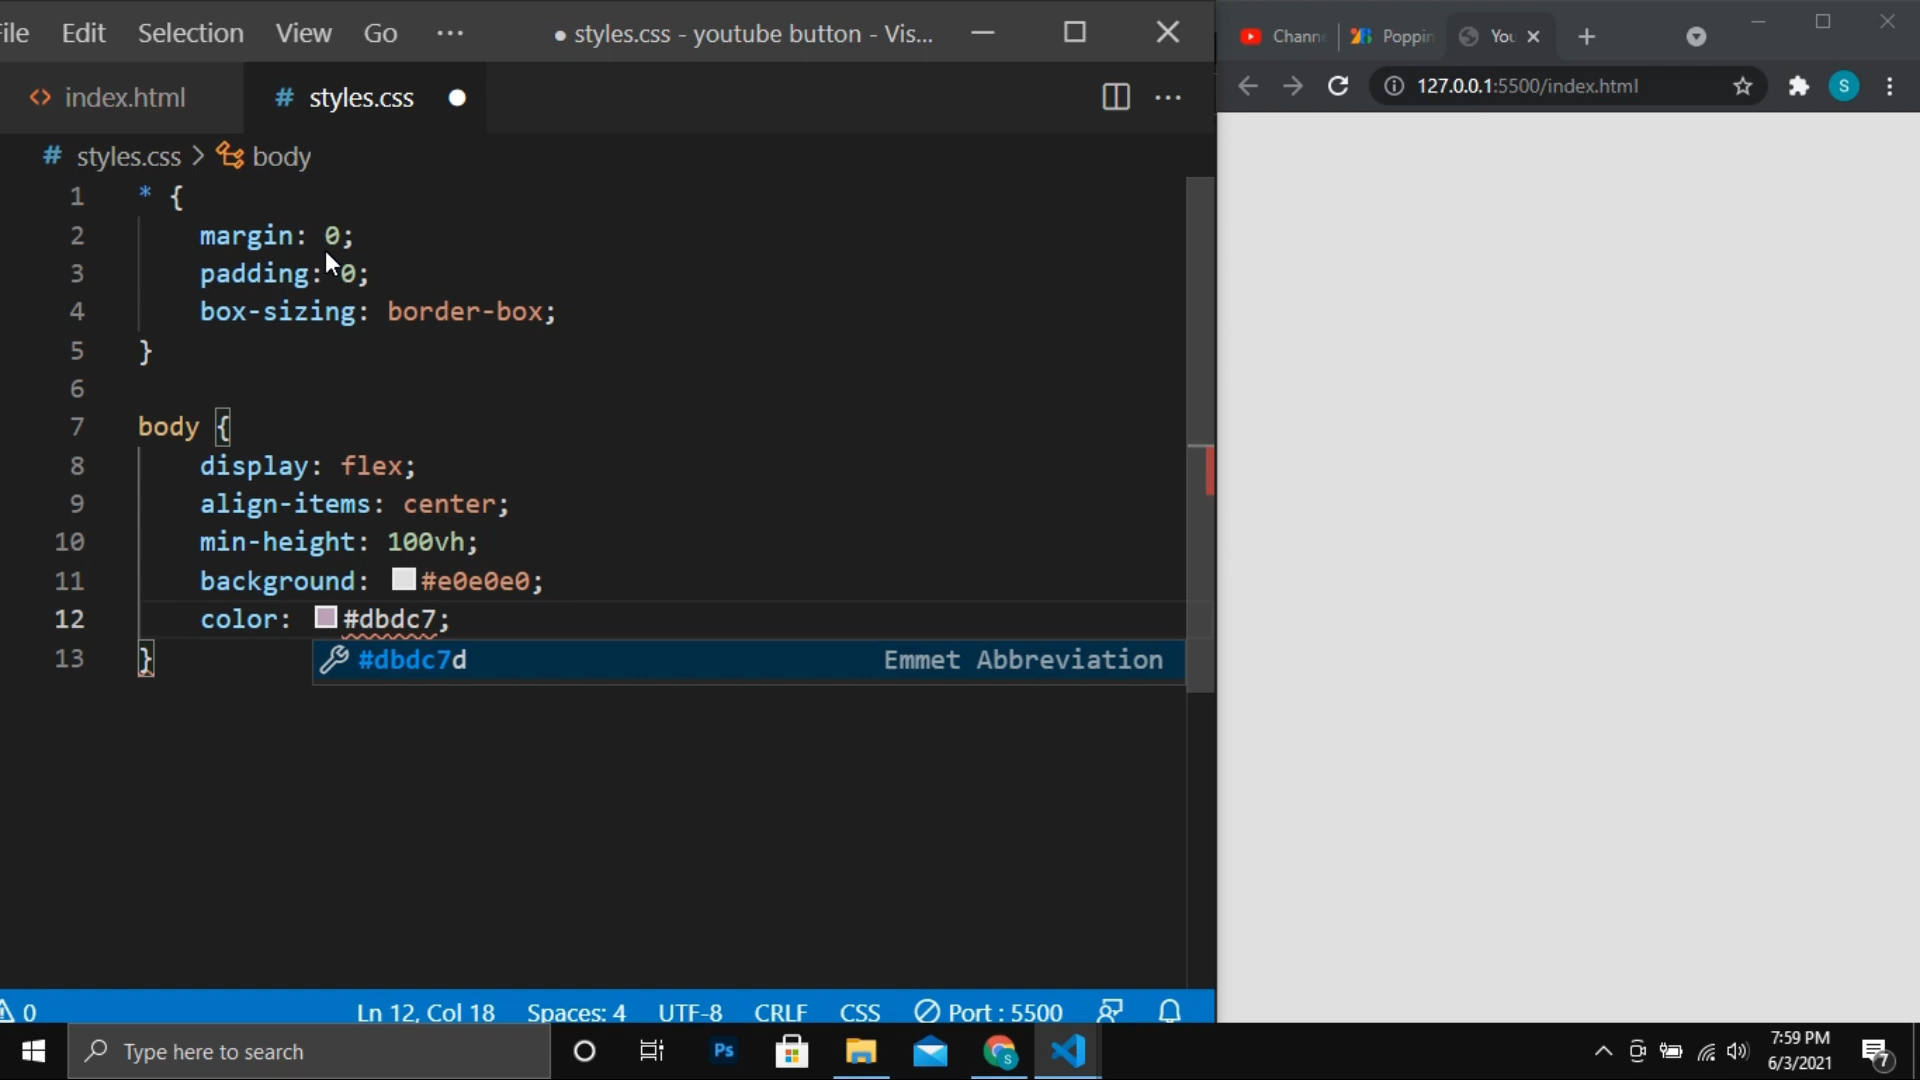 ile Edit Selection View Go ··· ● styles.css - youtube button - Vis...
<> index.html # styles.css ●
# styles.css > body
1 * {
2 margin: 0;
3 padding: 0;
4 box-sizing: border-box;
5 }
6
7 body {
8 display: flex;
9 align-items: center;
10 min-height: 100vh;
11 background: #e0e0e0;
12 color: #dbdc7;
13 }
#dbdc7d Emmet Abbreviation
0 Ln 12, Col 18 Spaces: 4 UTF-8 CRLF CSS Port : 5500
Chann Poppin You
127.0.0.1:5500/index.html S
Type here to search Ps S
7:59 PM
6/3/2021
7